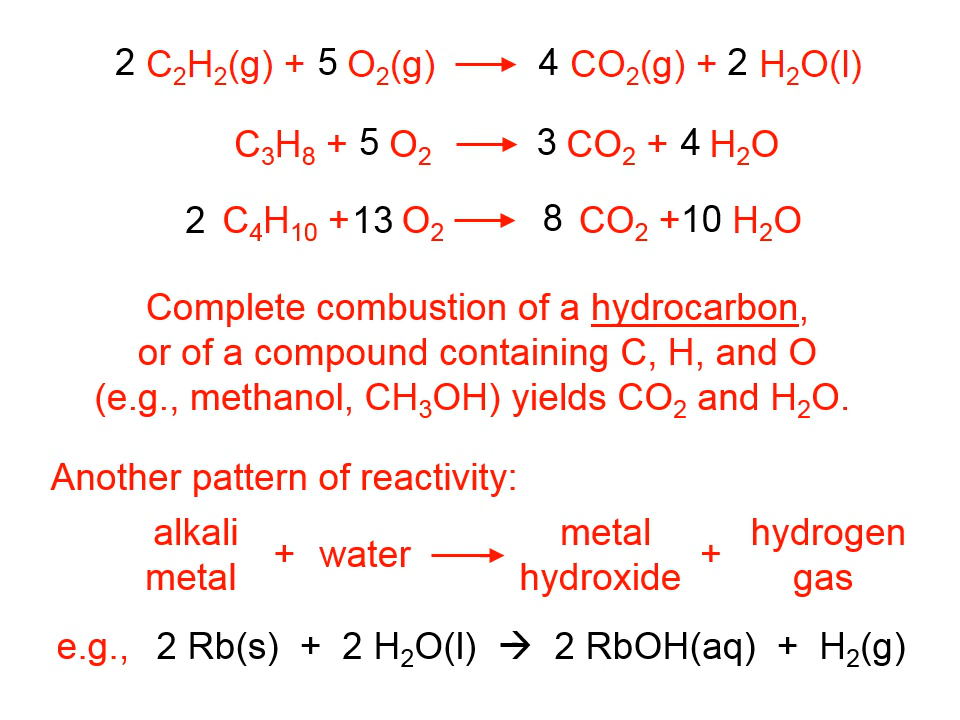 2 C₂H₂(g) + 5 O₂(g) ⟶ 4 CO₂(g) + 2 H₂O(l)
C₃H₈ + 5 O₂ ⟶ 3 CO₂ + 4 H₂O
2 C₄H₁₀ + 13 O₂ ⟶ 8 CO₂ + 10 H₂O
Complete combustion of a hydrocarbon,
or of a compound containing C, H, and O
(e.g., methanol, CH₃OH) yields CO₂ and H₂O.
Another pattern of reactivity:
alkali metal + water ⟶ metal hydroxide + hydrogen gas
e.g., 2 Rb(s) + 2 H₂O(l) → 2 RbOH(aq) + H₂(g)